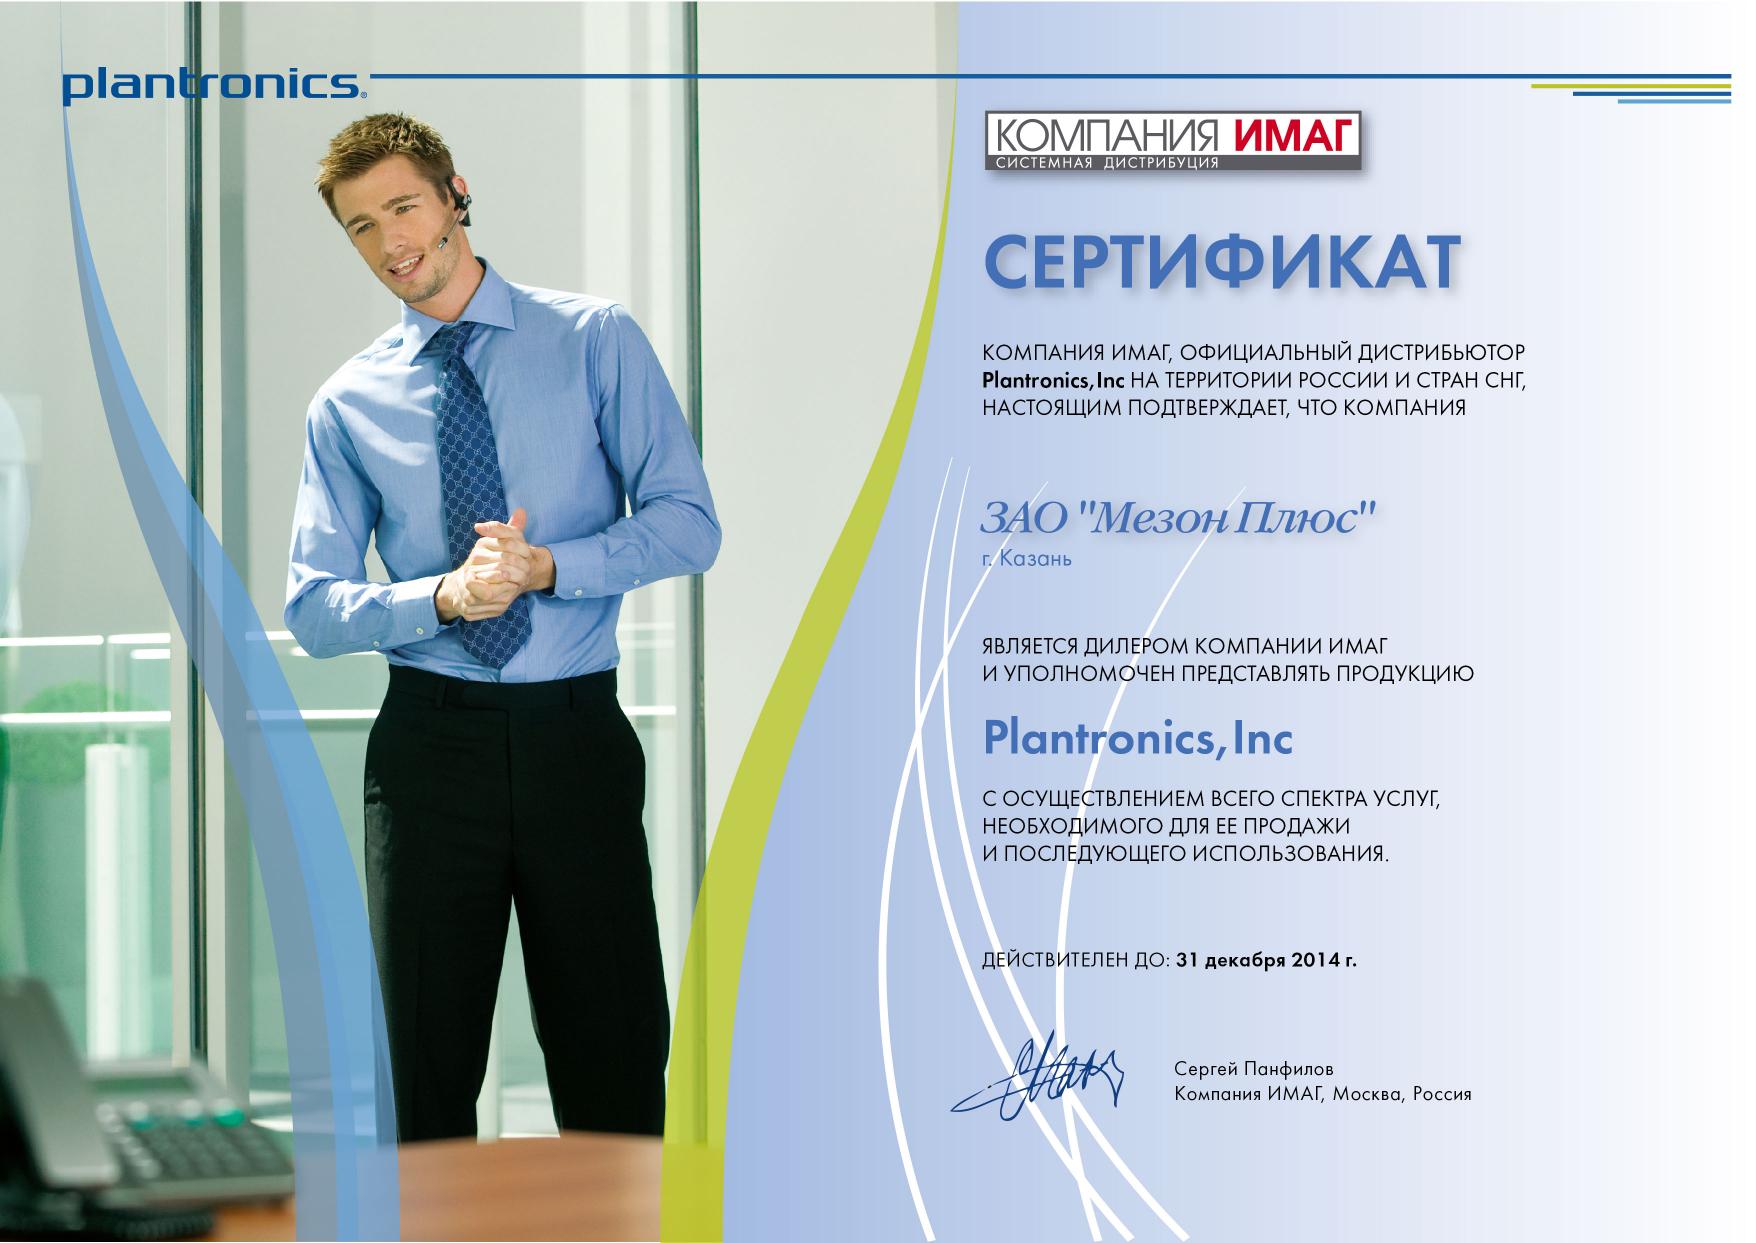 plantronics®
КОМПАНИЯ ИМАГ
СИСТЕМНАЯ ДИСТРИБУЦИЯ
СЕРТИФИКАТ
КОМПАНИЯ ИМАГ, ОФИЦИАЛЬНЫЙ ДИСТРИБЬЮТОР
Plantronics,Inc НА ТЕРРИТОРИИ РОССИИ И СТРАН СНГ,
НАСТОЯЩИМ ПОДТВЕРЖДАЕТ, ЧТО КОМПАНИЯ
ЗАО "Мезон Плюс"
г. Казань
ЯВЛЯЕТСЯ ДИЛЕРОМ КОМПАНИИ ИМАГ
И УПОЛНОМОЧЕН ПРЕДСТАВЛЯТЬ ПРОДУКЦИЮ
Plantronics,Inc
С ОСУЩЕСТВЛЕНИЕМ ВСЕГО СПЕКТРА УСЛУГ,
НЕОБХОДИМОГО ДЛЯ ЕЕ ПРОДАЖИ
И ПОСЛЕДУЮЩЕГО ИСПОЛЬЗОВАНИЯ.
ДЕЙСТВИТЕЛЕН ДО: 31 декабря 2014 г.
Сергей Панфилов
Компания ИМАГ, Москва, Россия